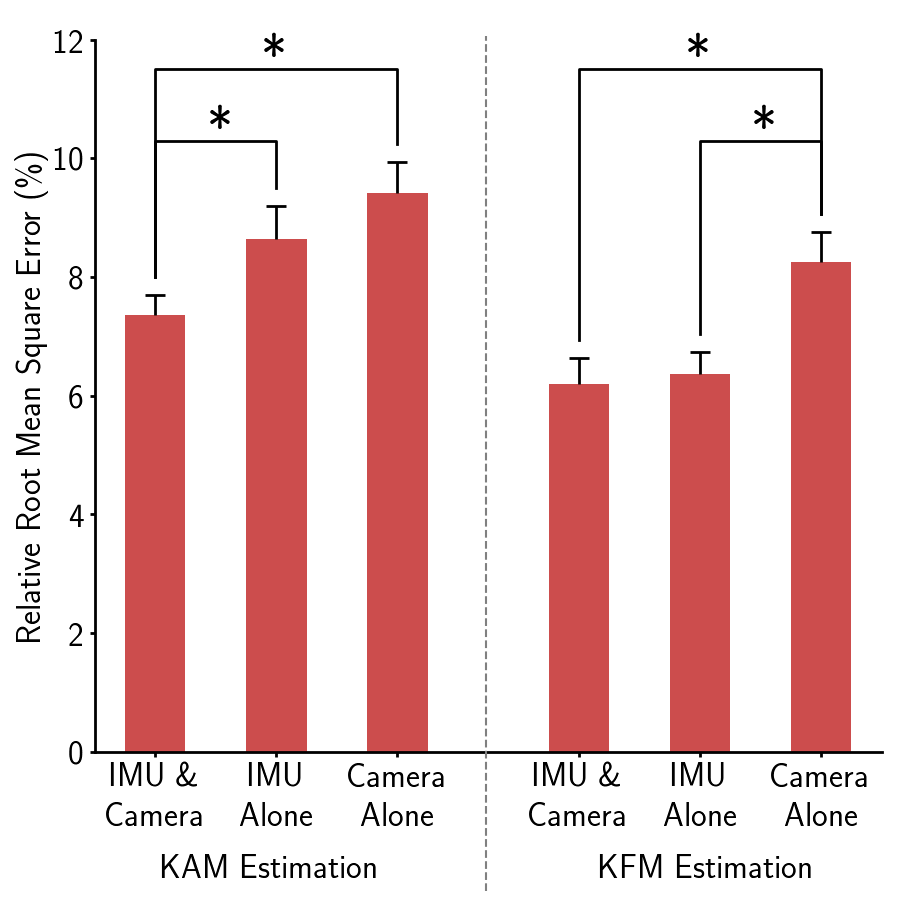 Relative Root Mean Square Error (%)
12
10
8
6
4
2
0
*
*
*
*
IMU &
Camera
IMU
Alone
Camera
Alone
KAM Estimation
IMU &
Camera
IMU
Alone
Camera
Alone
KFM Estimation